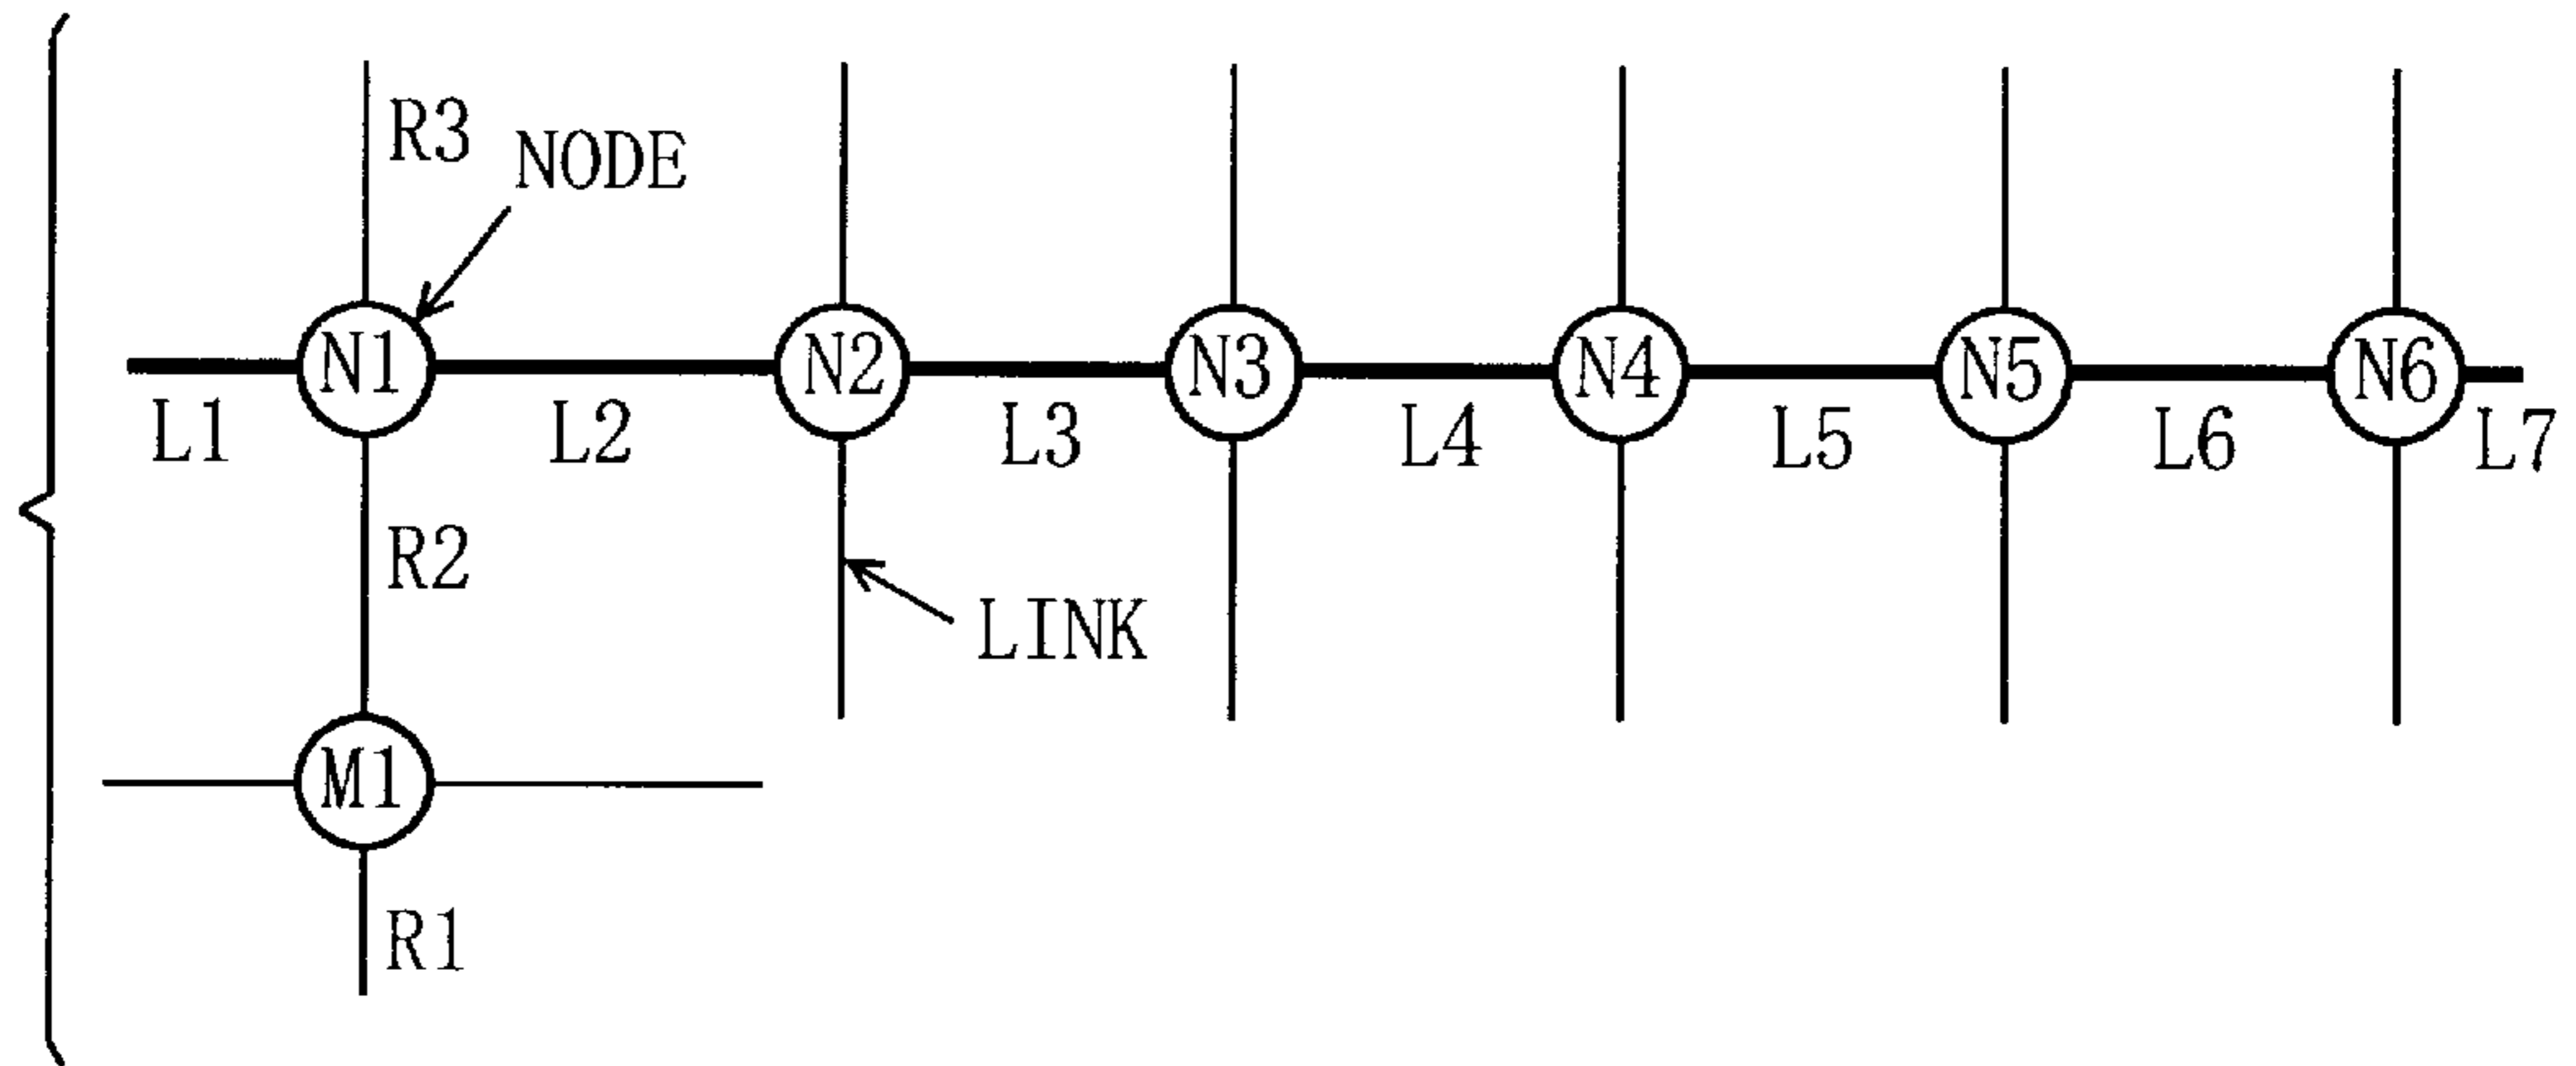 R3
NODE
N1 N2 N3 N4 N5 N6
L1 L2 L3 L4 L5 L6 L7
R2
LINK
M1
R1